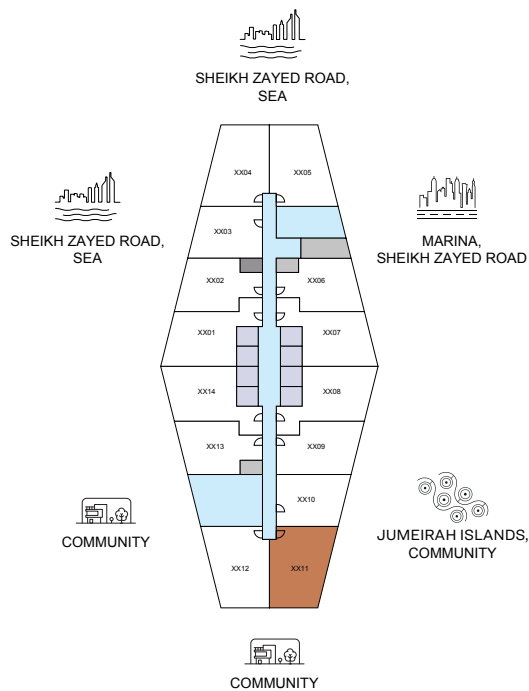 SHEIKH ZAYED ROAD,
SEA
XX04
XX05
SHEIKH ZAYED ROAD,
SEA
XX03
MARINA,
SHEIKH ZAYED ROAD
XX02
XX06
XX01
XX07
XX14
XX08
XX13
XX09
XX10
COMMUNITY
JUMEIRAH ISLANDS,
COMMUNITY
XX12
XX11
COMMUNITY